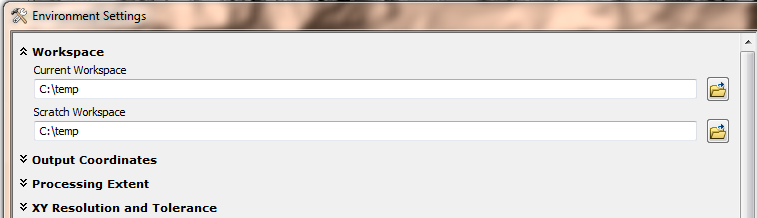 Environment Settings
Workspace
Current Workspace
C:\temp
Scratch Workspace
C:\temp
Output Coordinates
Processing Extent
XY Resolution and Tolerance